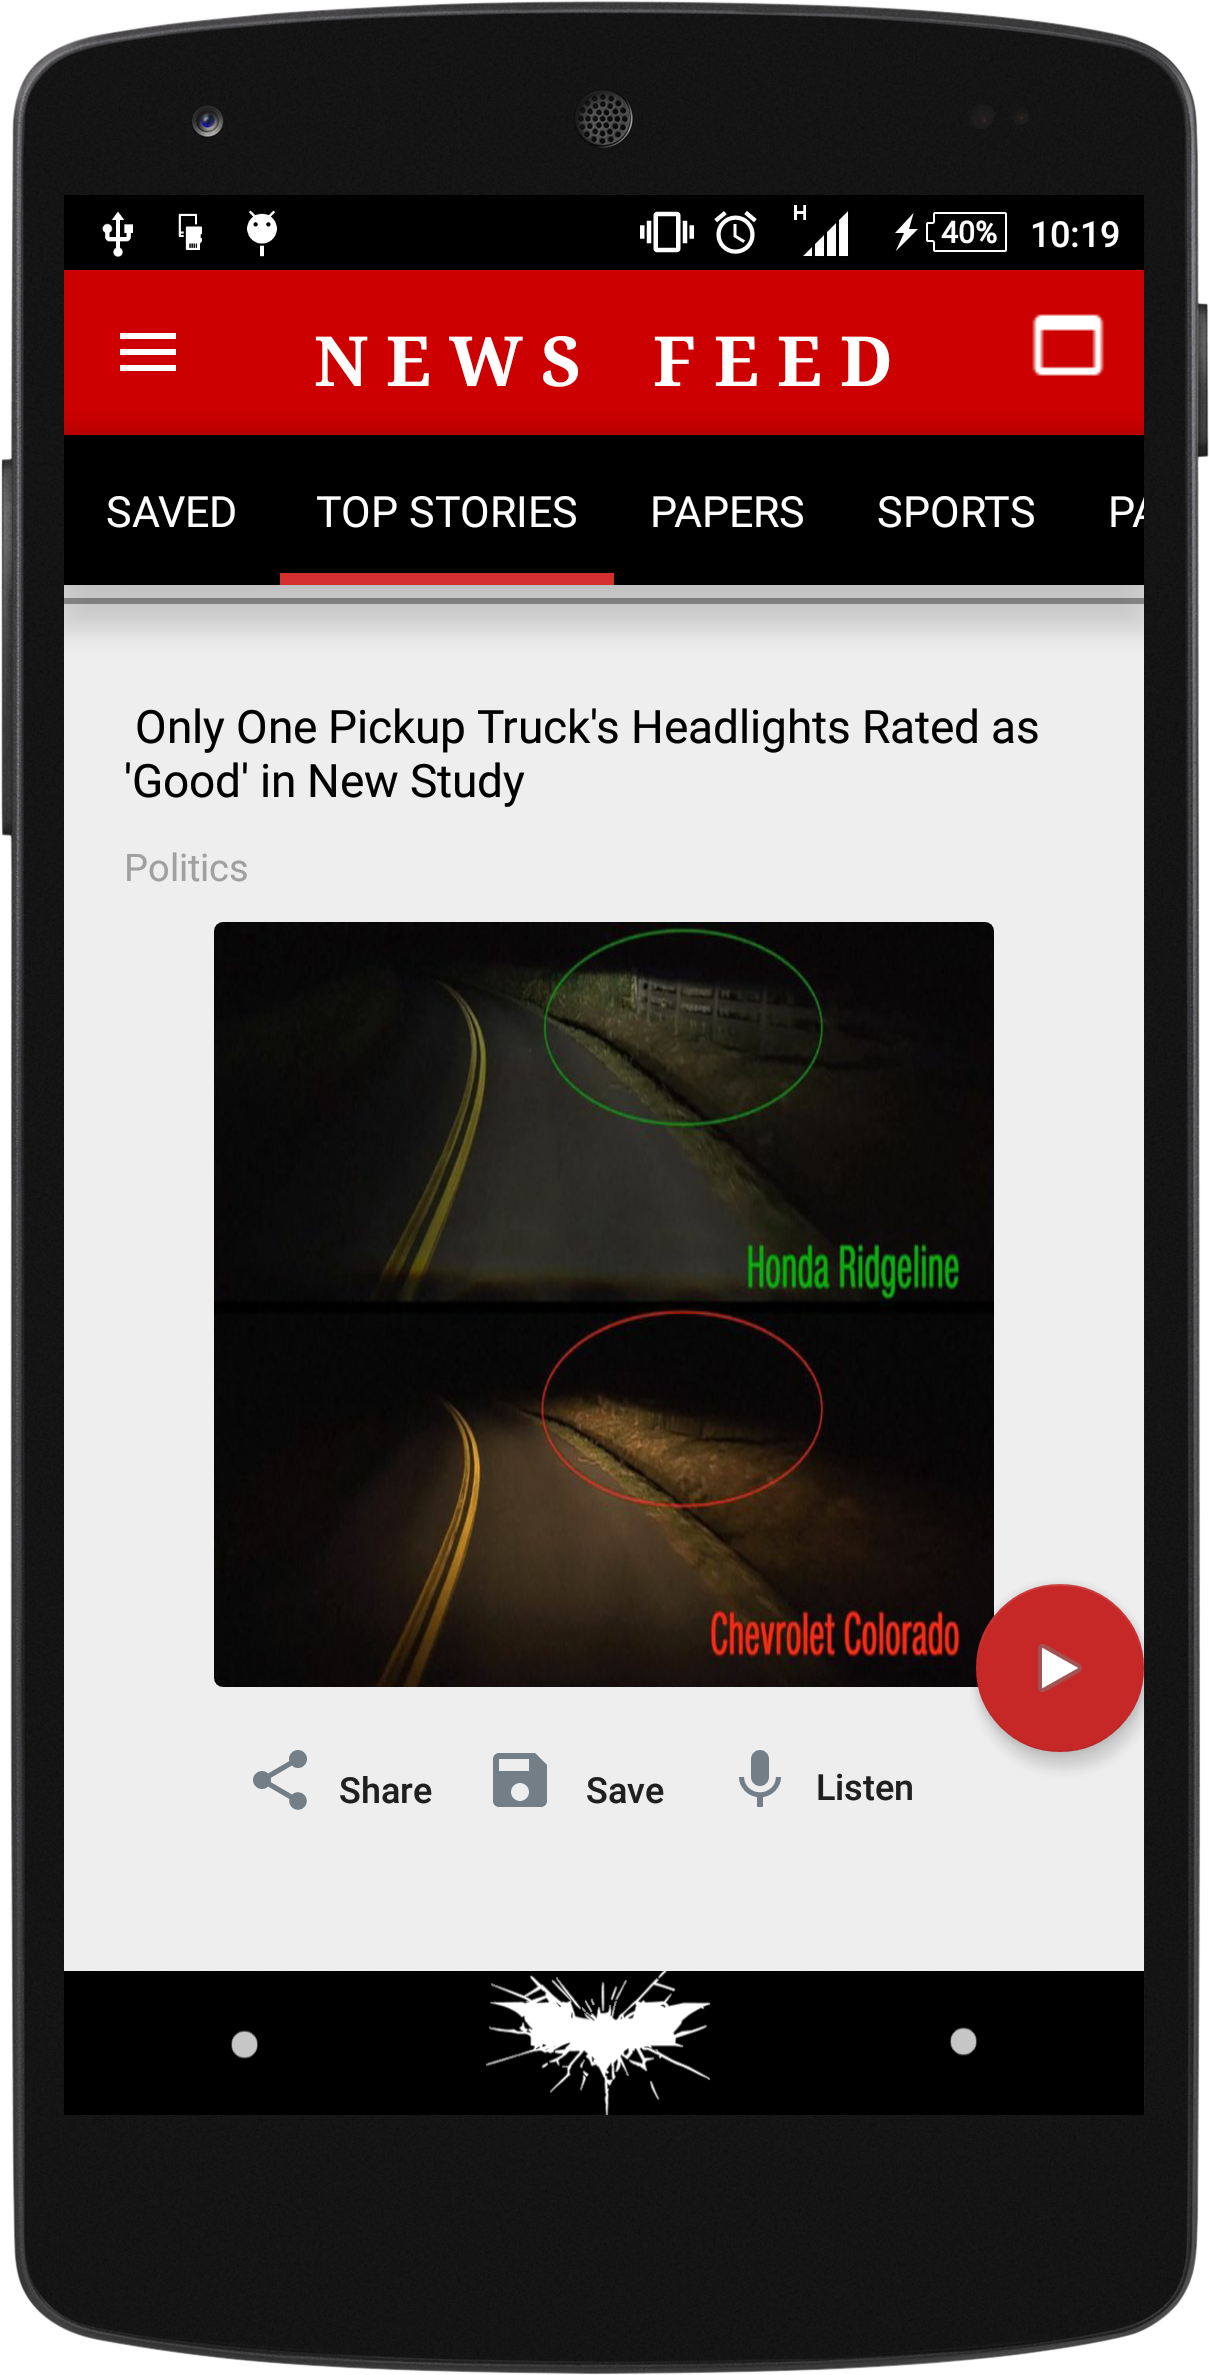 H
40%
10:19
NEWS FEED
SAVED TOP STORIES PAPERS SPORTS PA
Only One Pickup Truck's Headlights Rated as
'Good' in New Study
Politics
Honda Ridgeline
Chevrolet Colorado
Share Save Listen